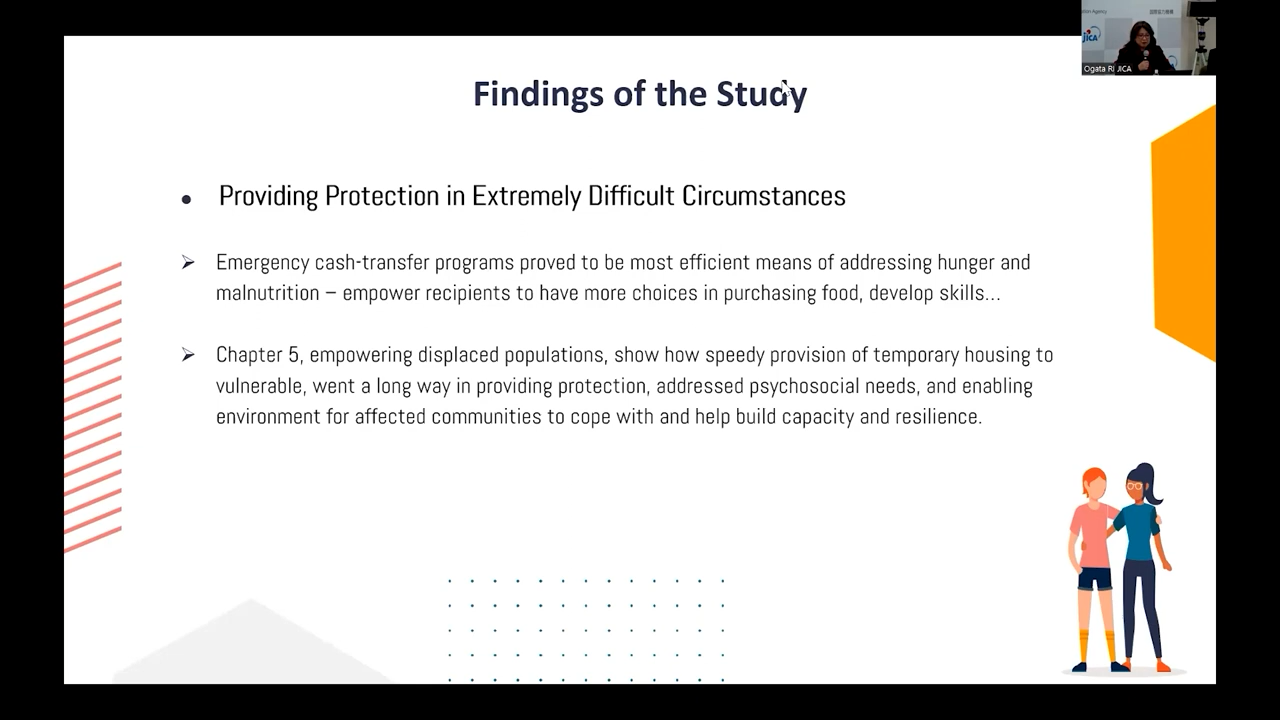 Findings of the Study
Providing Protection in Extremely Difficult Circumstances
Emergency cash-transfer programs proved to be most efficient means of addressing hunger and
malnutrition – empower recipients to have more choices in purchasing food, develop skills...
Chapter 5, empowering displaced populations, show how speedy provision of temporary housing to
vulnerable, went a long way in providing protection, addressed psychosocial needs, and enabling
environment for affected communities to cope with and help build capacity and resilience.
JICA
Ogata RI JICA